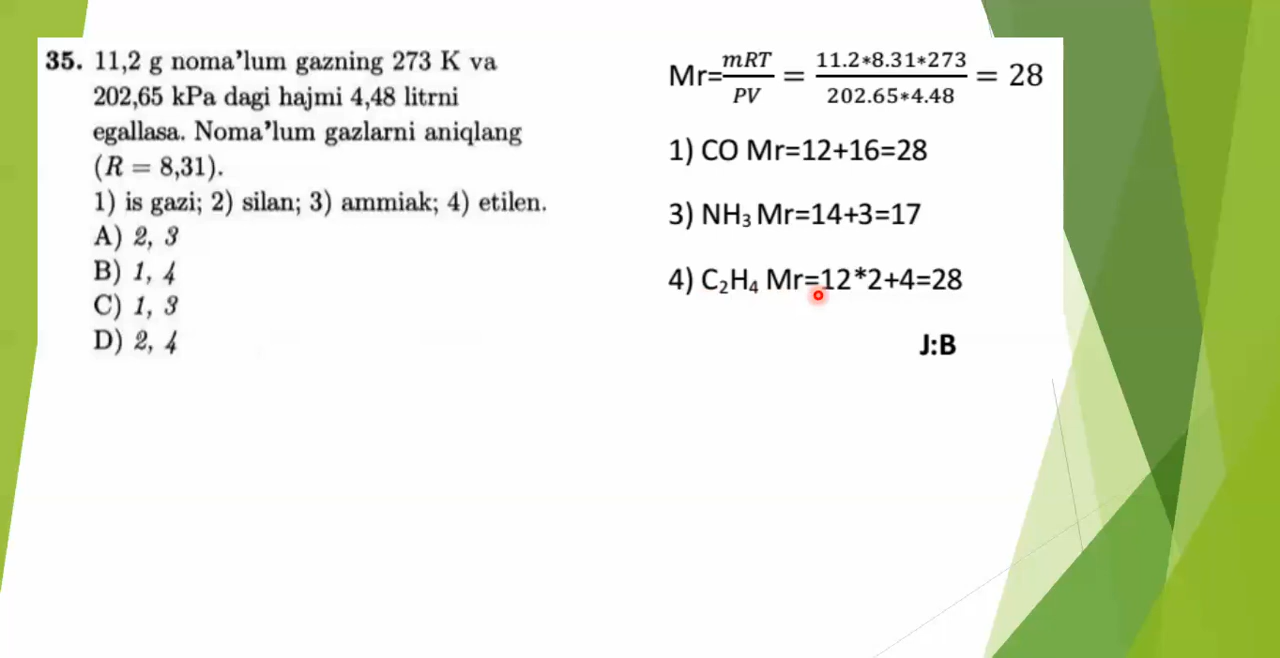 35. 11,2 g noma’lum gazning 273 K va
202,65 kPa dagi hajmi 4,48 litrni
egallasa. Noma’lum gazlarni aniqlang
(R = 8,31).
1) is gazi; 2) silan; 3) ammiak; 4) etilen.
A) 2, 3
B) 1, 4
C) 1, 3
D) 2, 4
Mr=mRT/PV = 11.2*8.31*273/202.65*4.48 = 28
1) CO Mr=12+16=28
3) NH₃ Mr=14+3=17
4) C₂H₄ Mr=12*2+4=28
J:B